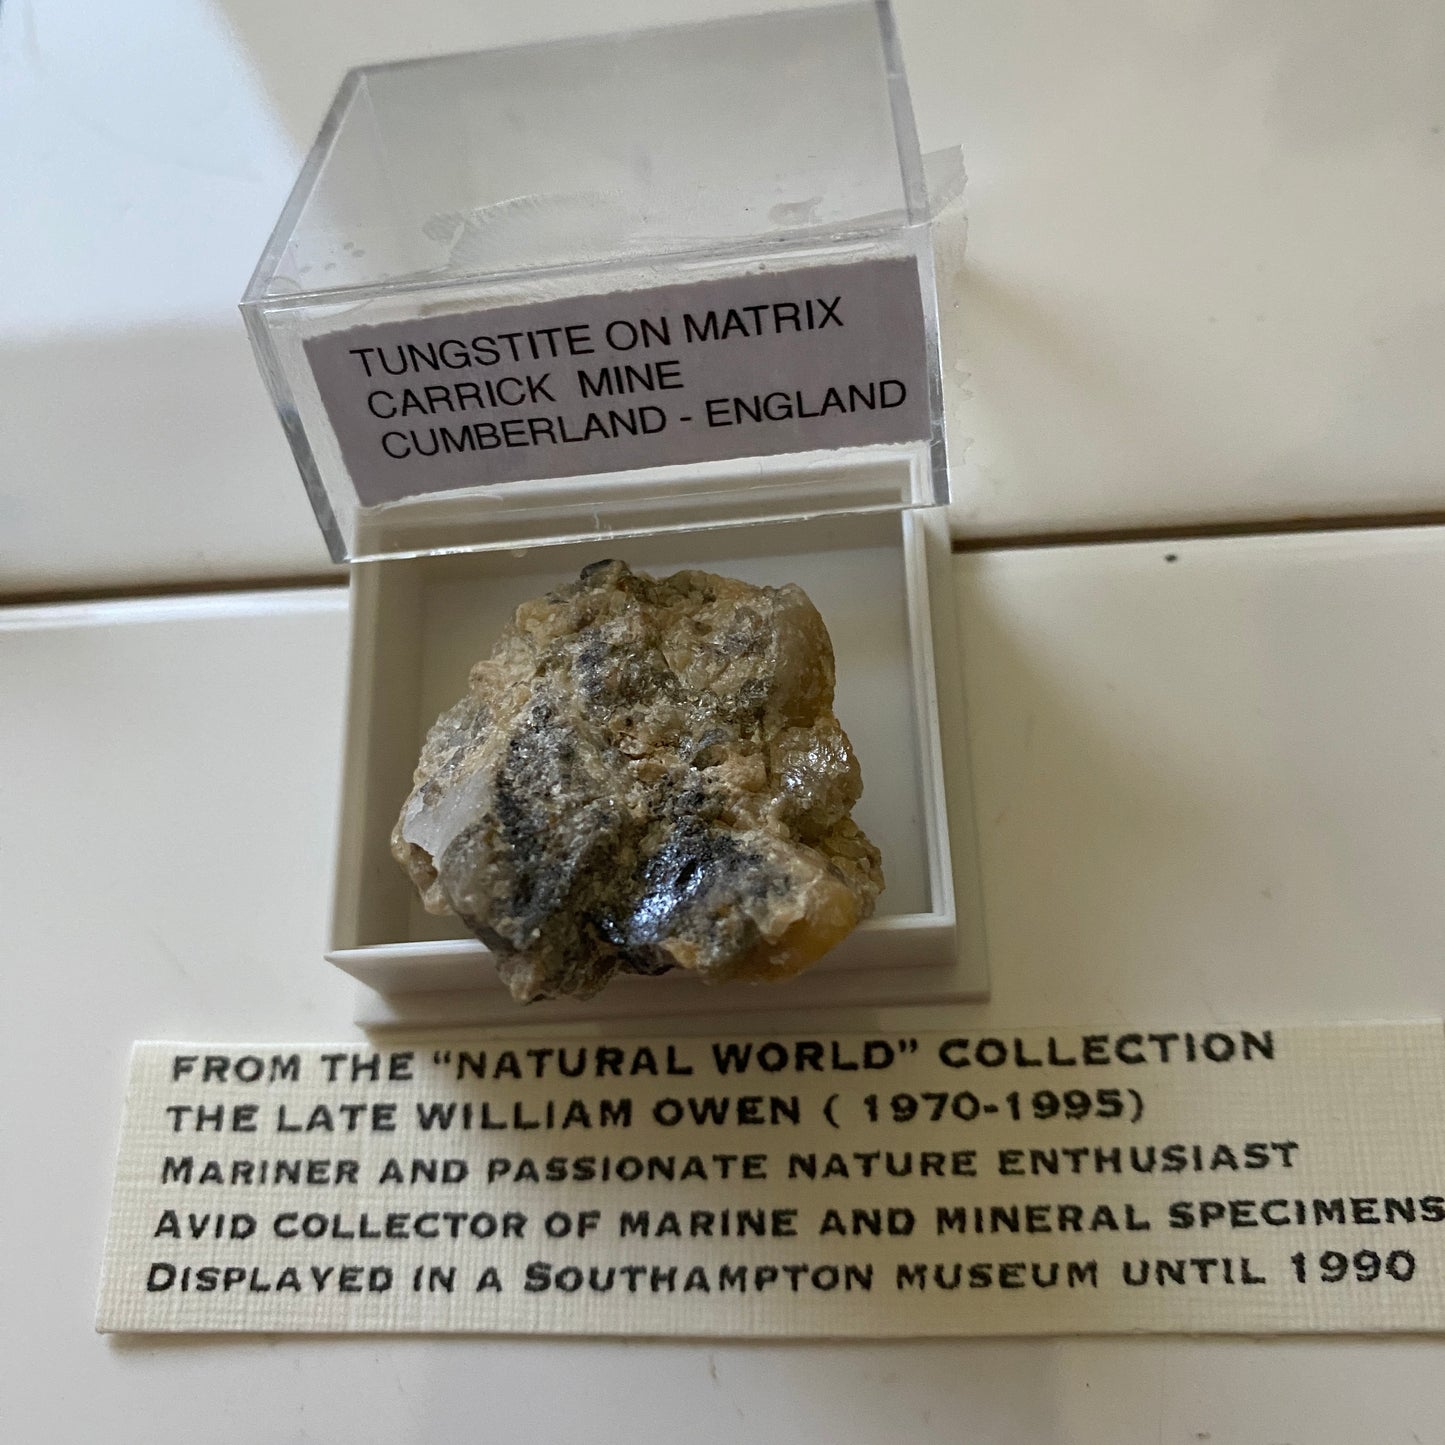 TUNGSTITE ON MATRIX
CARRICK MINE
CUMBERLAND - ENGLAND
FROM THE “NATURAL WORLD” COLLECTION
THE LATE WILLIAM OWEN ( 1970-1995)
MARINER AND PASSIONATE NATURE ENTHUSIAST
AVID COLLECTOR OF MARINE AND MINERAL SPECIMENS
DISPLAYED IN A SOUTHAMPTON MUSEUM UNTIL 1990